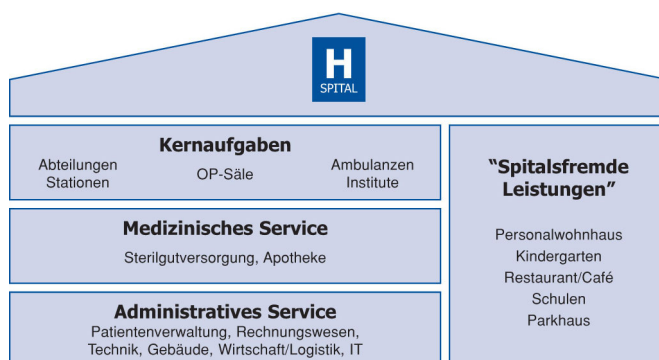 H
SPITAL
Kernaufgaben
Abteilungen
Stationen
OP-Säle
Ambulanzen
Institute
Medizinisches Service
Sterilgutversorgung, Apotheke
Administratives Service
Patientenverwaltung, Rechnungswesen,
Technik, Gebäude, Wirtschaft/Logistik, IT
"Spitalsfremde
Leistungen”
Personalwohnhaus
Kindergarten
Restaurant/Café
Schulen
Parkhaus